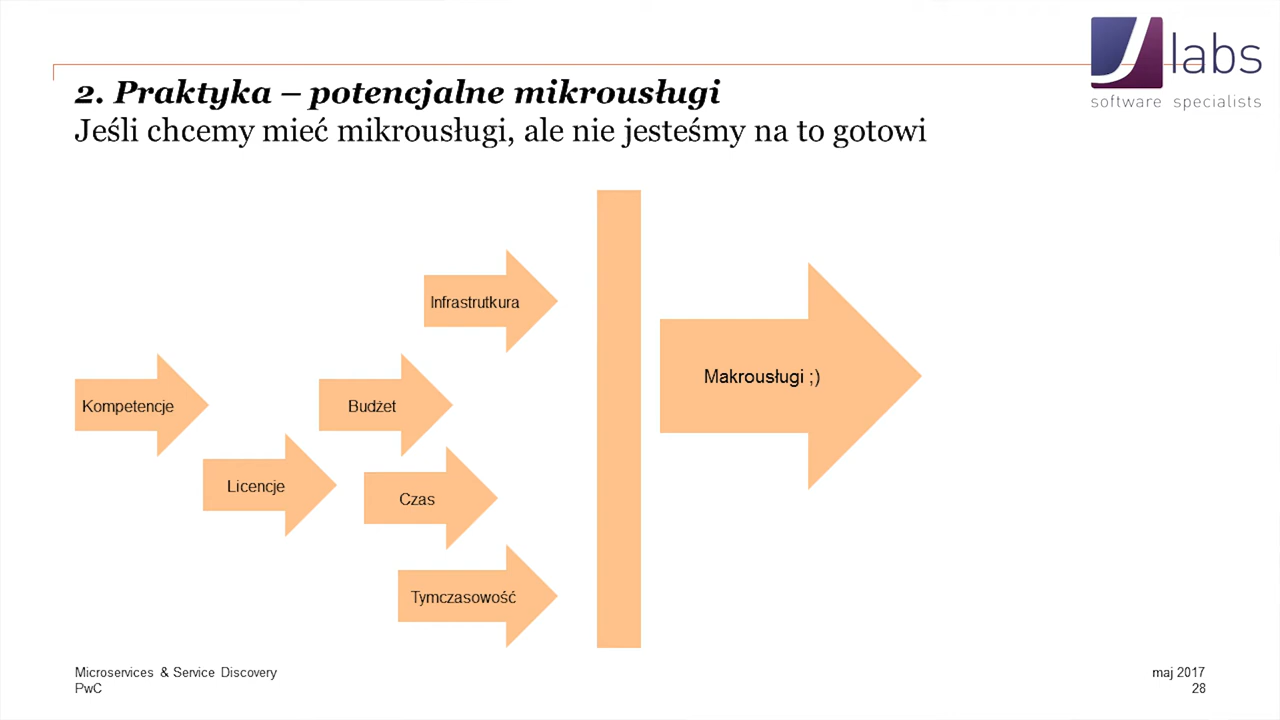 J labs
software specialists
2. Praktyka – potencjalne mikrousługi
Jeśli chcemy mieć mikrousługi, ale nie jesteśmy na to gotowi
Infrastrutkura
Kompetencje
Budżet
Licencje
Czas
Tymczasowość
Makrousługi ;)
Microservices & Service Discovery
PwC
maj 2017
28